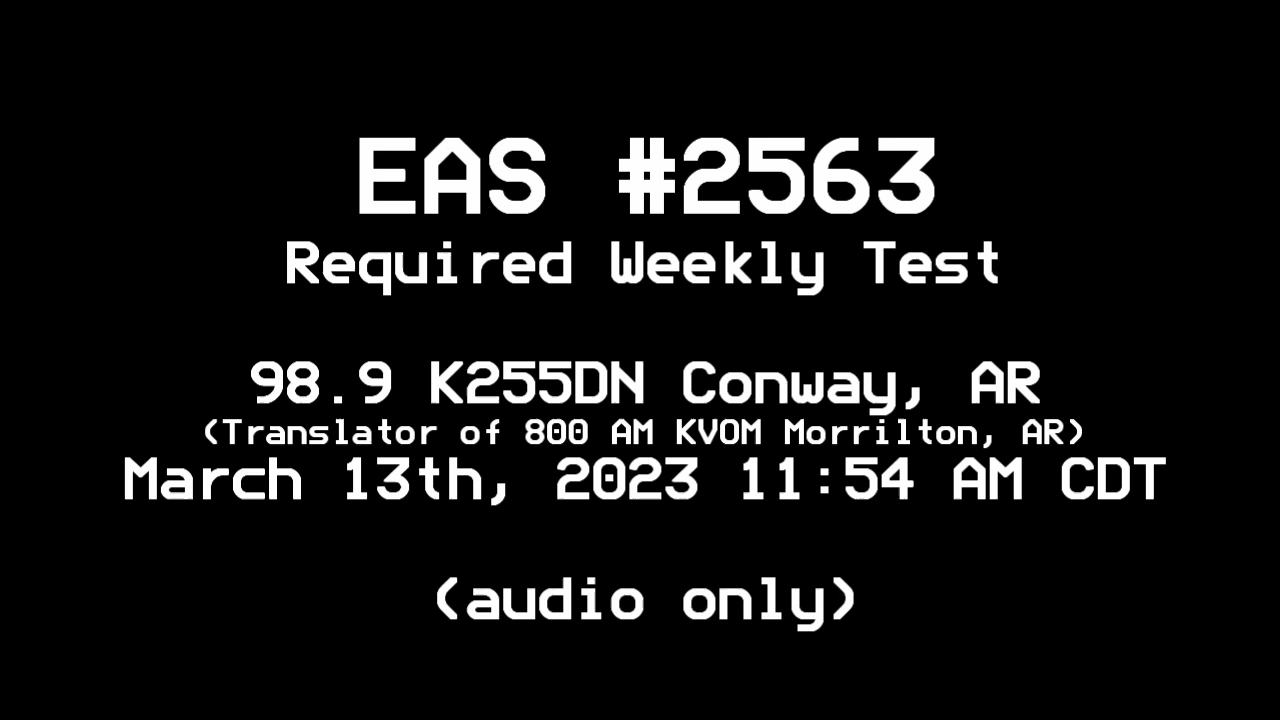 EAS #2563
Required Weekly Test
98.9 K255DN Conway, AR
(Translator of 800 AM KVOM Morrilton, AR)
March 13th, 2023 11:54 AM CDT
(audio only)